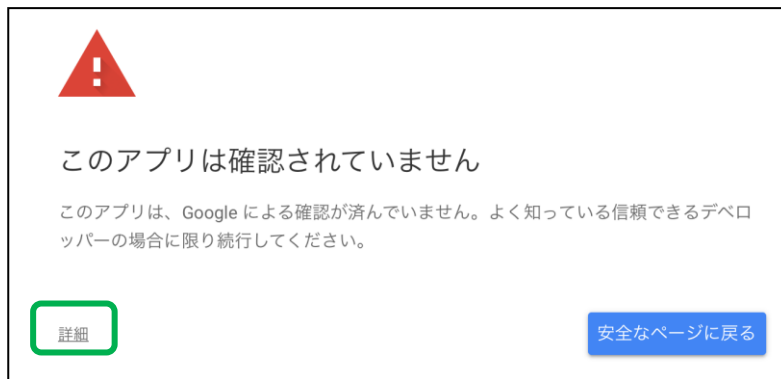 このアプリは確認されていません
このアプリは、Google による確認が済んでいません。よく知っている信頼できるデベロ
ッパーの場合に限り続行してください。
詳細
安全なページに戻る